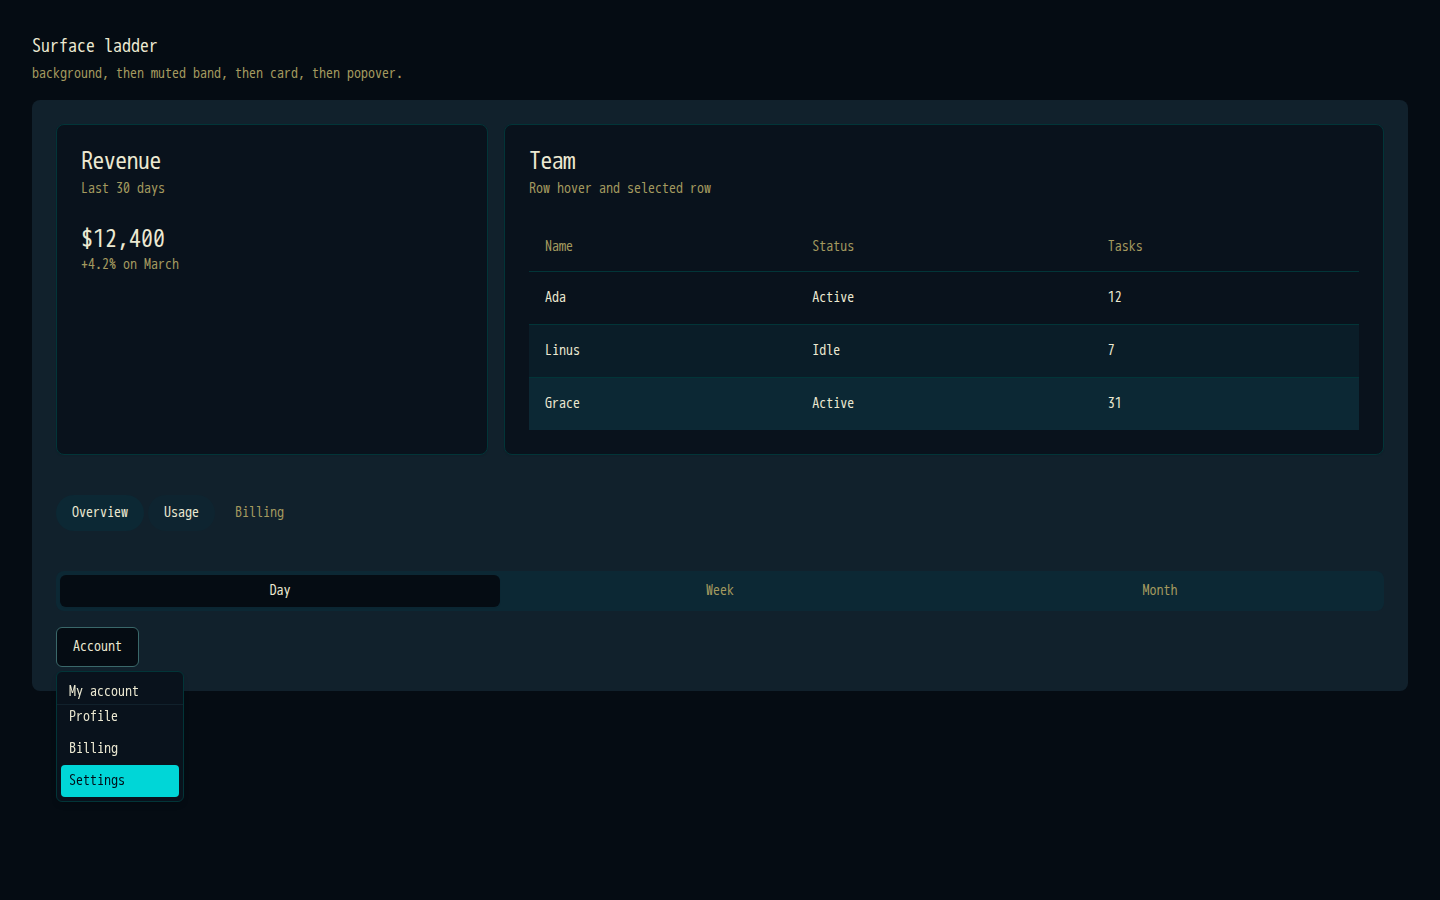 Surface ladder
background, then muted band, then card, then popover.
Revenue
Last 30 days
$12,400
+4.2% on March
Team
Row hover and selected row
Name Status Tasks
Ada Active 12
Linus Idle 7
Grace Active 31
Overview Usage Billing
Day Week Month
Account
My account
Profile
Billing
Settings